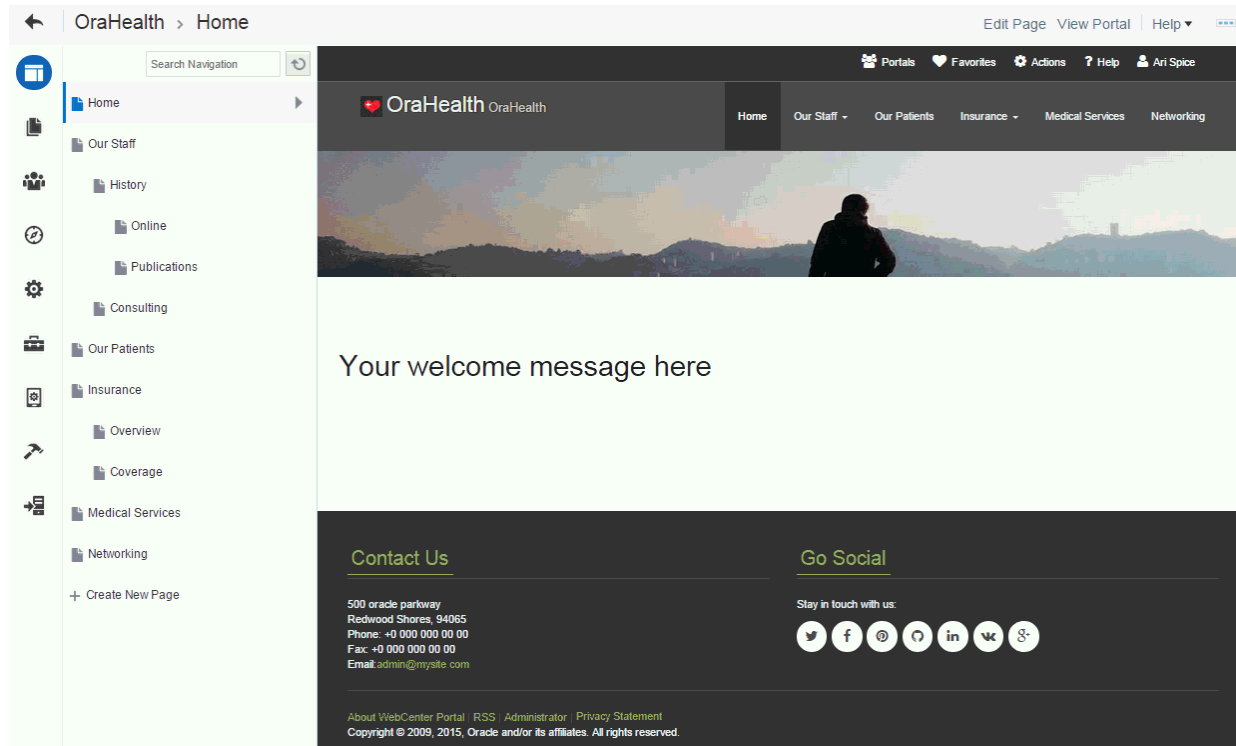 OraHealth > Home
Edit Page View Portal Help
Search Navigation
Home
Our Staff
History
Online
Publications
Consulting
Our Patients
Insurance
Overview
Coverage
Medical Services
Networking
+ Create New Page
Portals Favorites Actions ? Help Ari Spice
OraHealth OraHealth
Home Our Staff Our Patients Insurance Medical Services Networking
Your welcome message here
Contact Us
500 oracle parkway
Redwood Shores, 94065
Phone: +0 000 000 00 00
Fax: +0 000 000 00 00
Email:admin@mysite com
Go Social
Stay in touch with us:
About WebCenter Portal | RSS | Administrator | Privacy Statement
Copyright © 2009, 2015, Oracle and/or its affiliates. All rights reserved.